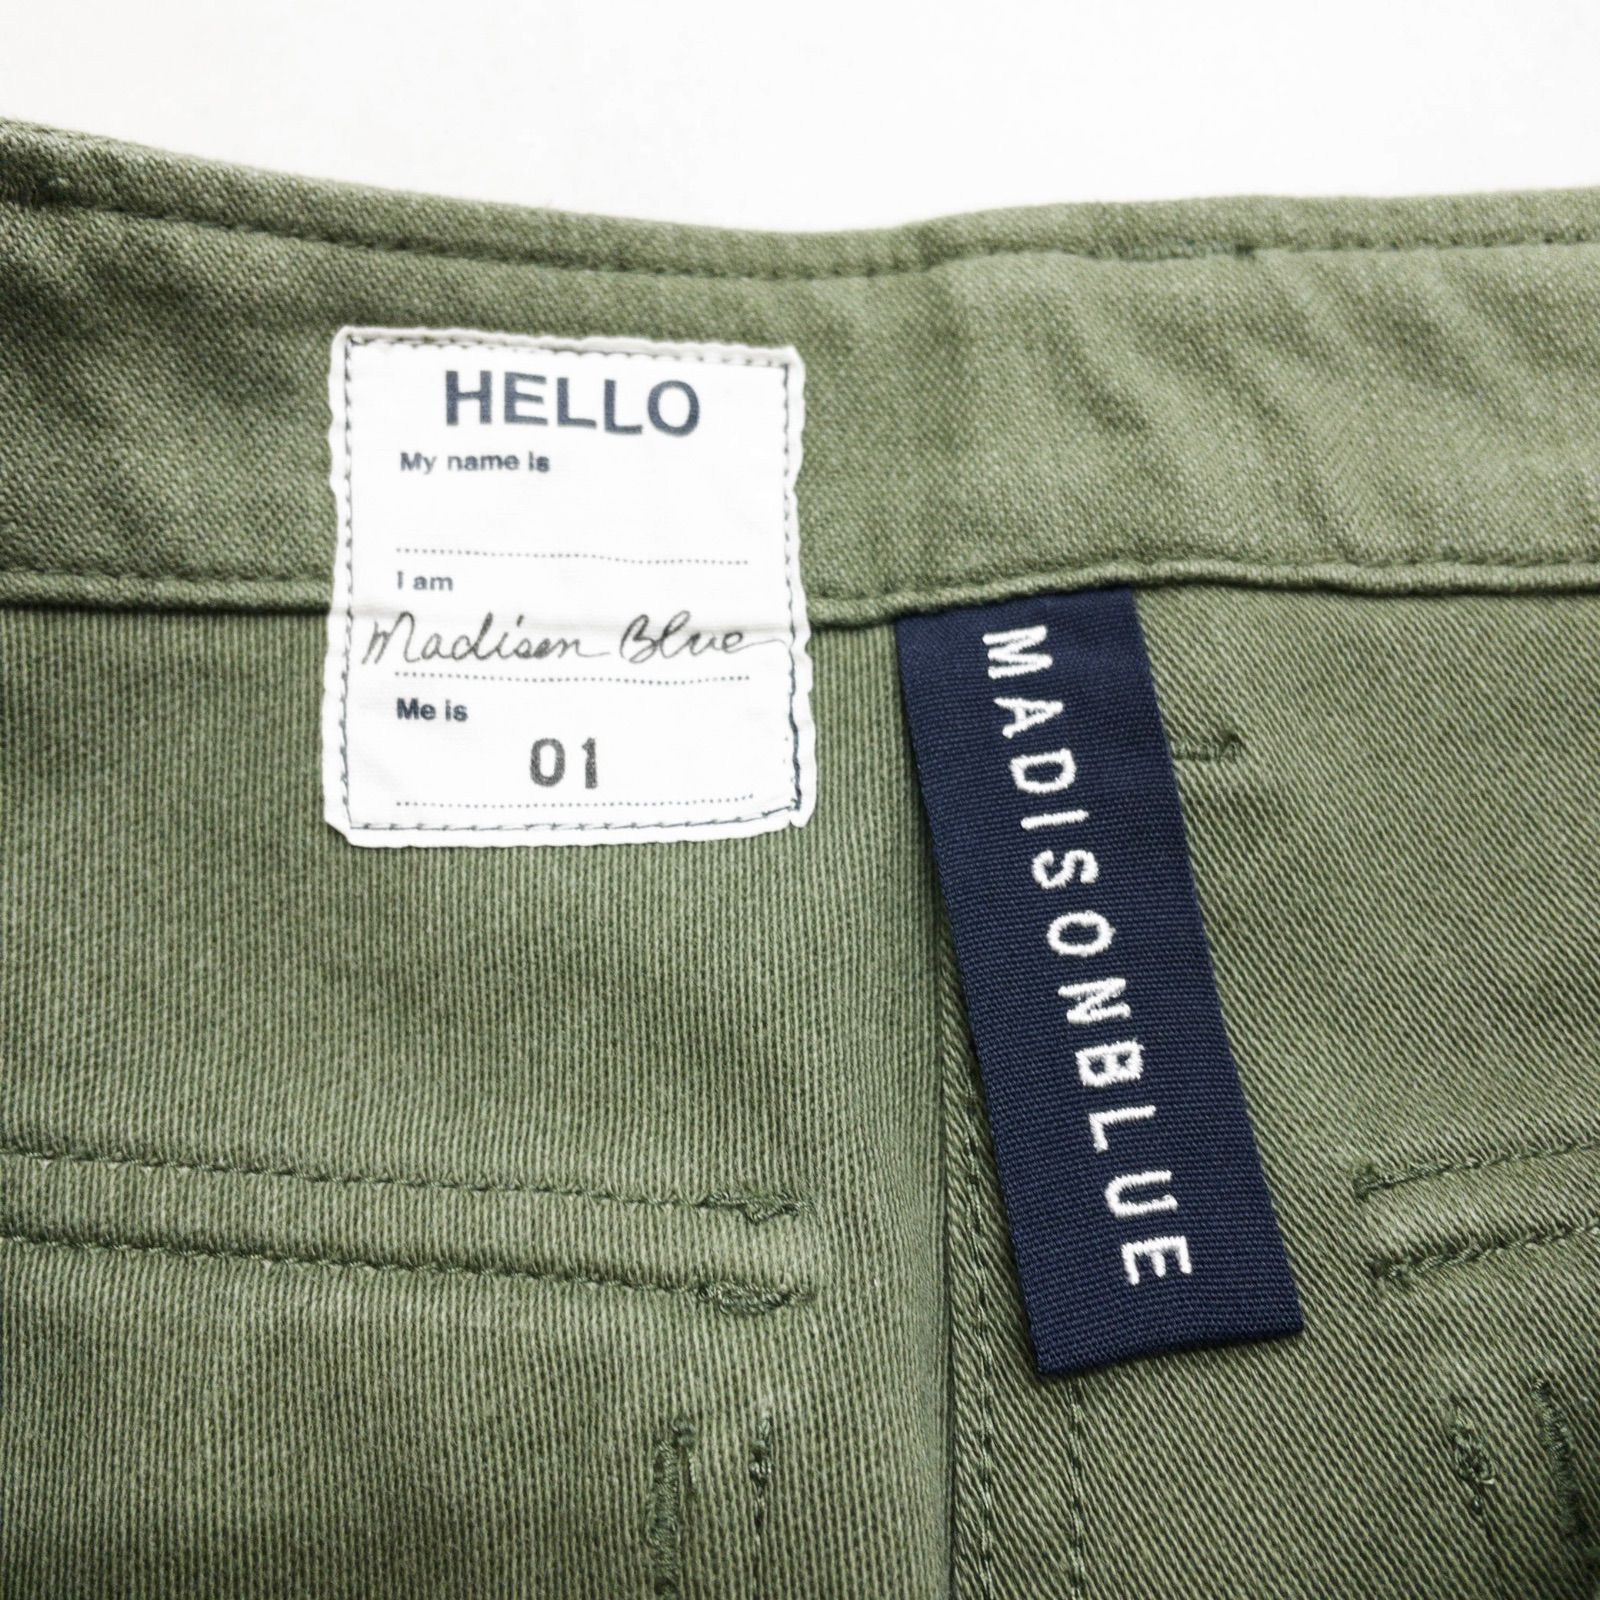 HELLO
My name is
I am
Madison Blue
Me is
01
MADISONBLUE